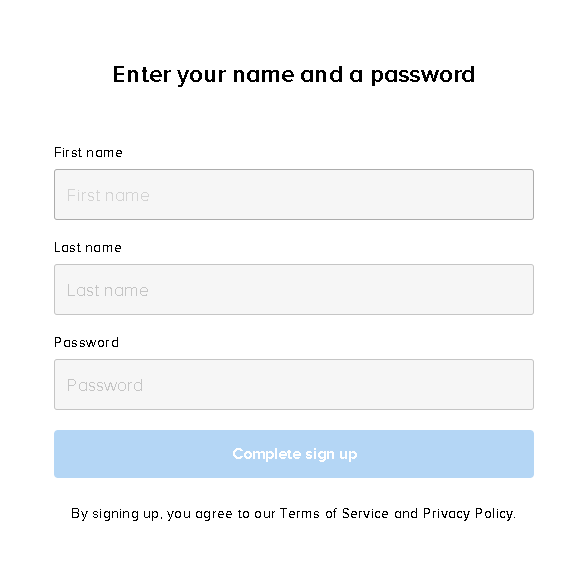 Enter your name and a password
First name
First name
Last name
Last name
Password
Password
Complete sign up
By signing up, you agree to our Terms of Service and Privacy Policy.